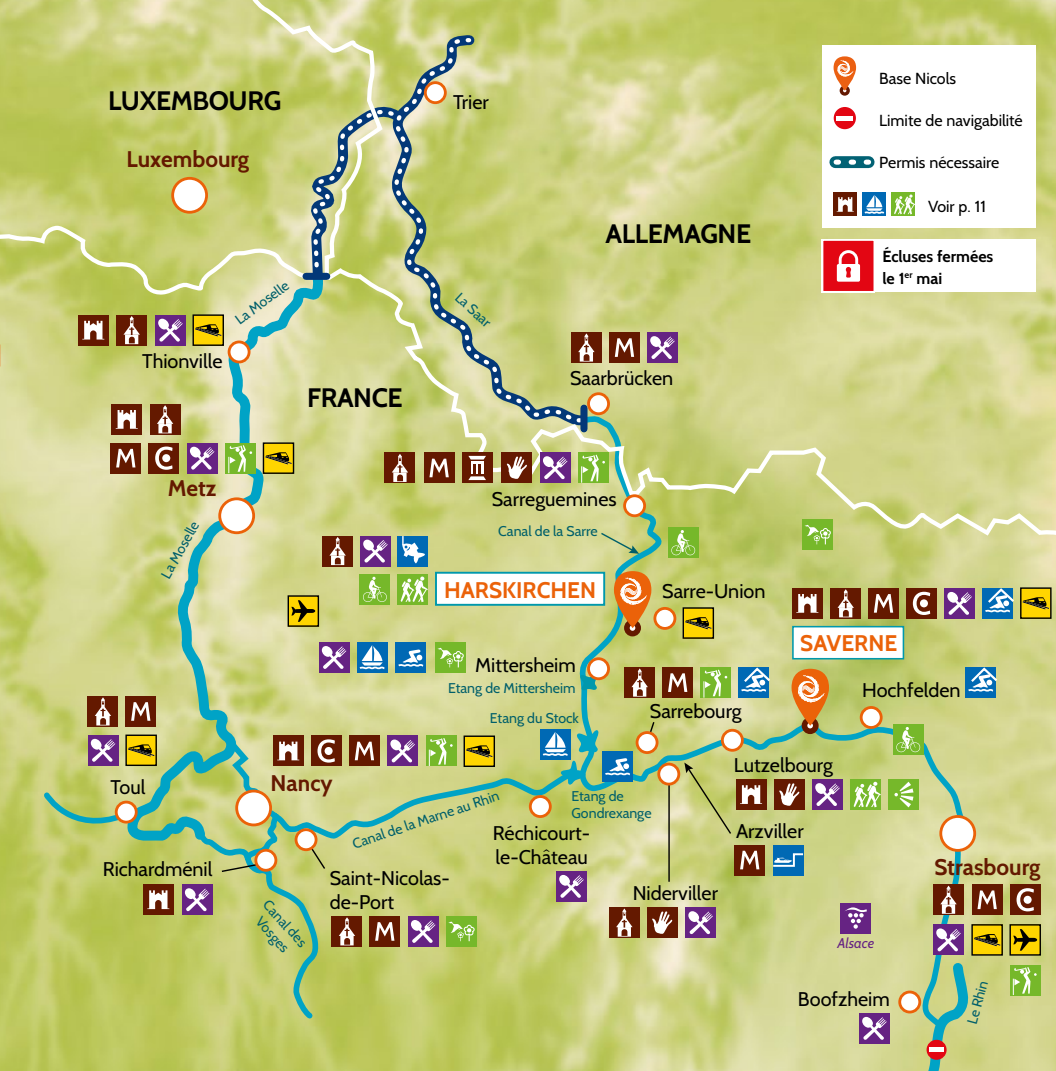 LUXEMBOURG
Luxembourg
Trier
ALLEMAGNE
Base Nicols
Limite de navigabilité
Permis nécessaire
Voir p. 11
Écluses fermées
le 1er mai
La Moselle
La Saar
Thionville
FRANCE
Saarbrücken
M
M
M
Metz
Sarreguemines
La Moselle
Canal de la Sarre
HARSKIRCHEN
Sarre-Union
M
SAVERNE
Mittersheim
Etang de Mittersheim
M
Hochfelden
Etang du Stock
Sarrebourg
M
M
Toul
Nancy
Lutzelbourg
Canal de la Marne au Rhin
Etang de
Gondrexange
Réchicourt-
le-Château
Arzviller
M
Richardménil
Saint-Nicolas-
de-Port
M
Canal des
Vosges
Niderviller
Strasbourg
M
Alsace
Boofzheim
Le Rhin